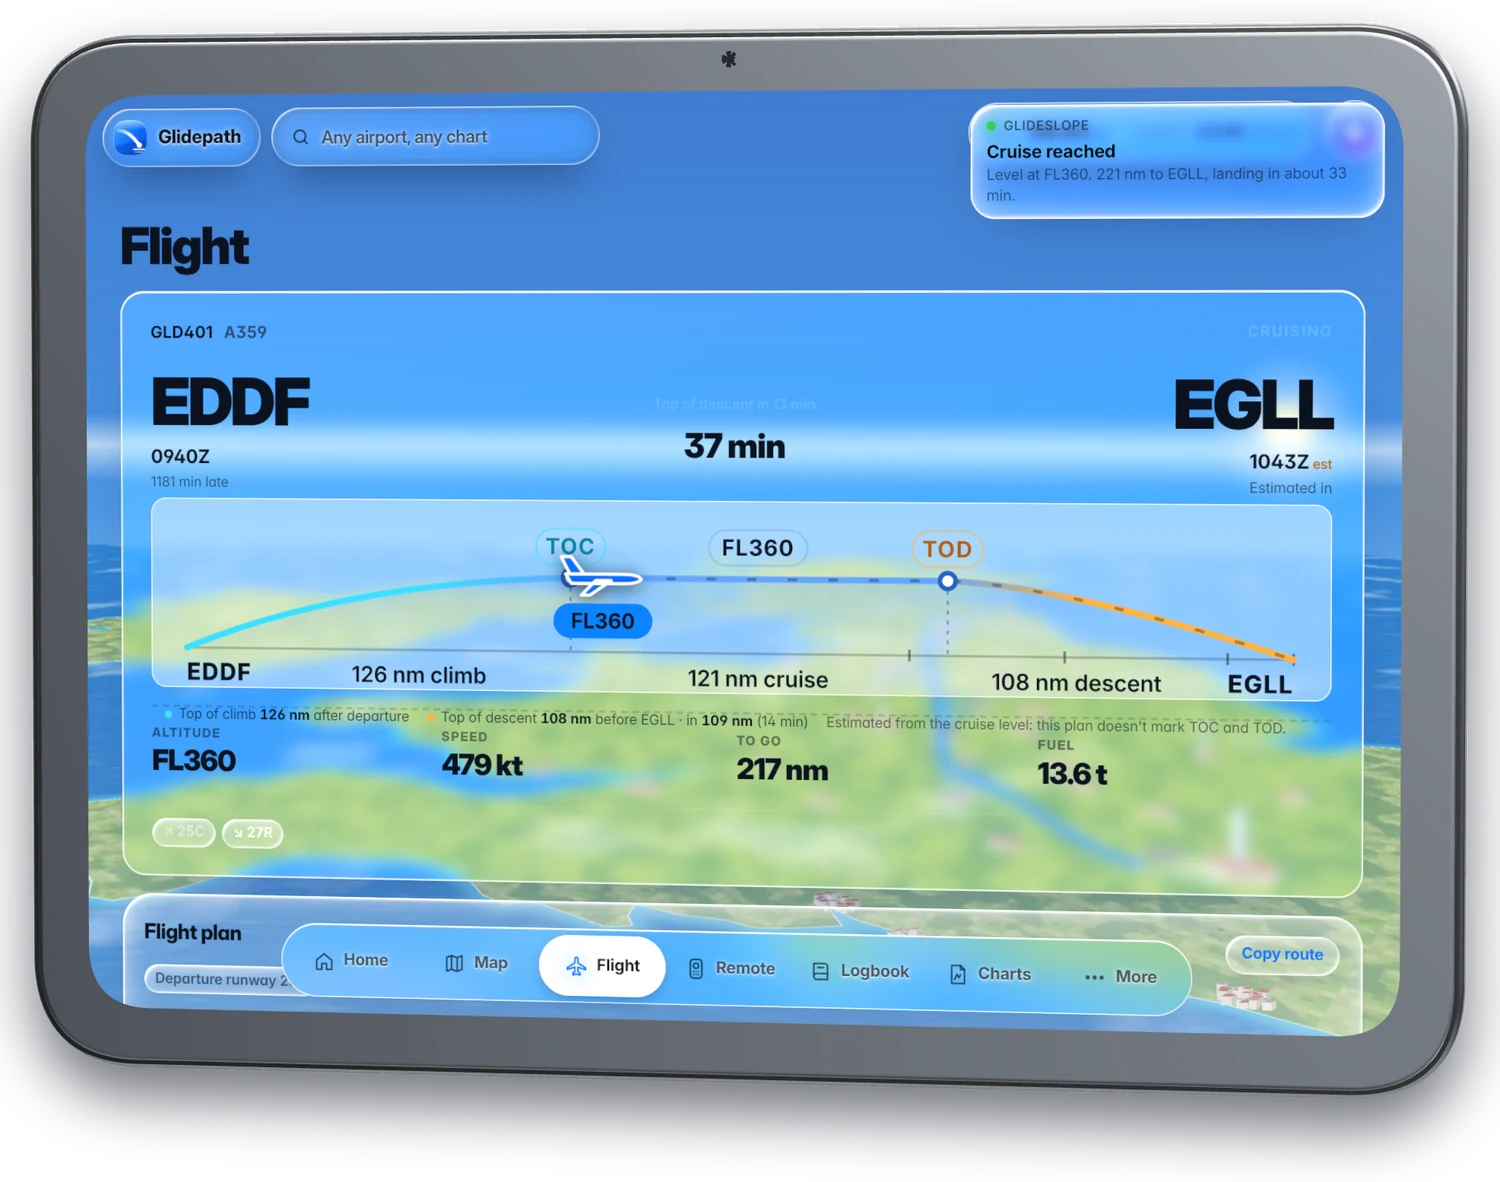 Glidepath
Any airport, any chart
GLIDESLOPE
Cruise reached
Level at FL360. 221 nm to EGLL, landing in about 33
min.
Flight
GLD401 A359
CRUISING
EDDF
Top of descent in 13 min
EGLL
37 min
0940Z
1043Z est
1181 min late
Estimated in
TOC
FL360
TOD
FL360
EDDF
126 nm climb
121 nm cruise
108 nm descent
EGLL
Top of climb 126 nm after departure
Top of descent 108 nm before EGLL · in 109 nm (14 min)
Estimated from the cruise level: this plan doesn't mark TOC and TOD.
ALTITUDE
SPEED
TO GO
FUEL
FL360
479 kt
217 nm
13.6 t
↗ 25C
↘ 27R
Flight plan
Copy route
Departure runway
Home
Map
Flight
Remote
Logbook
Charts
More